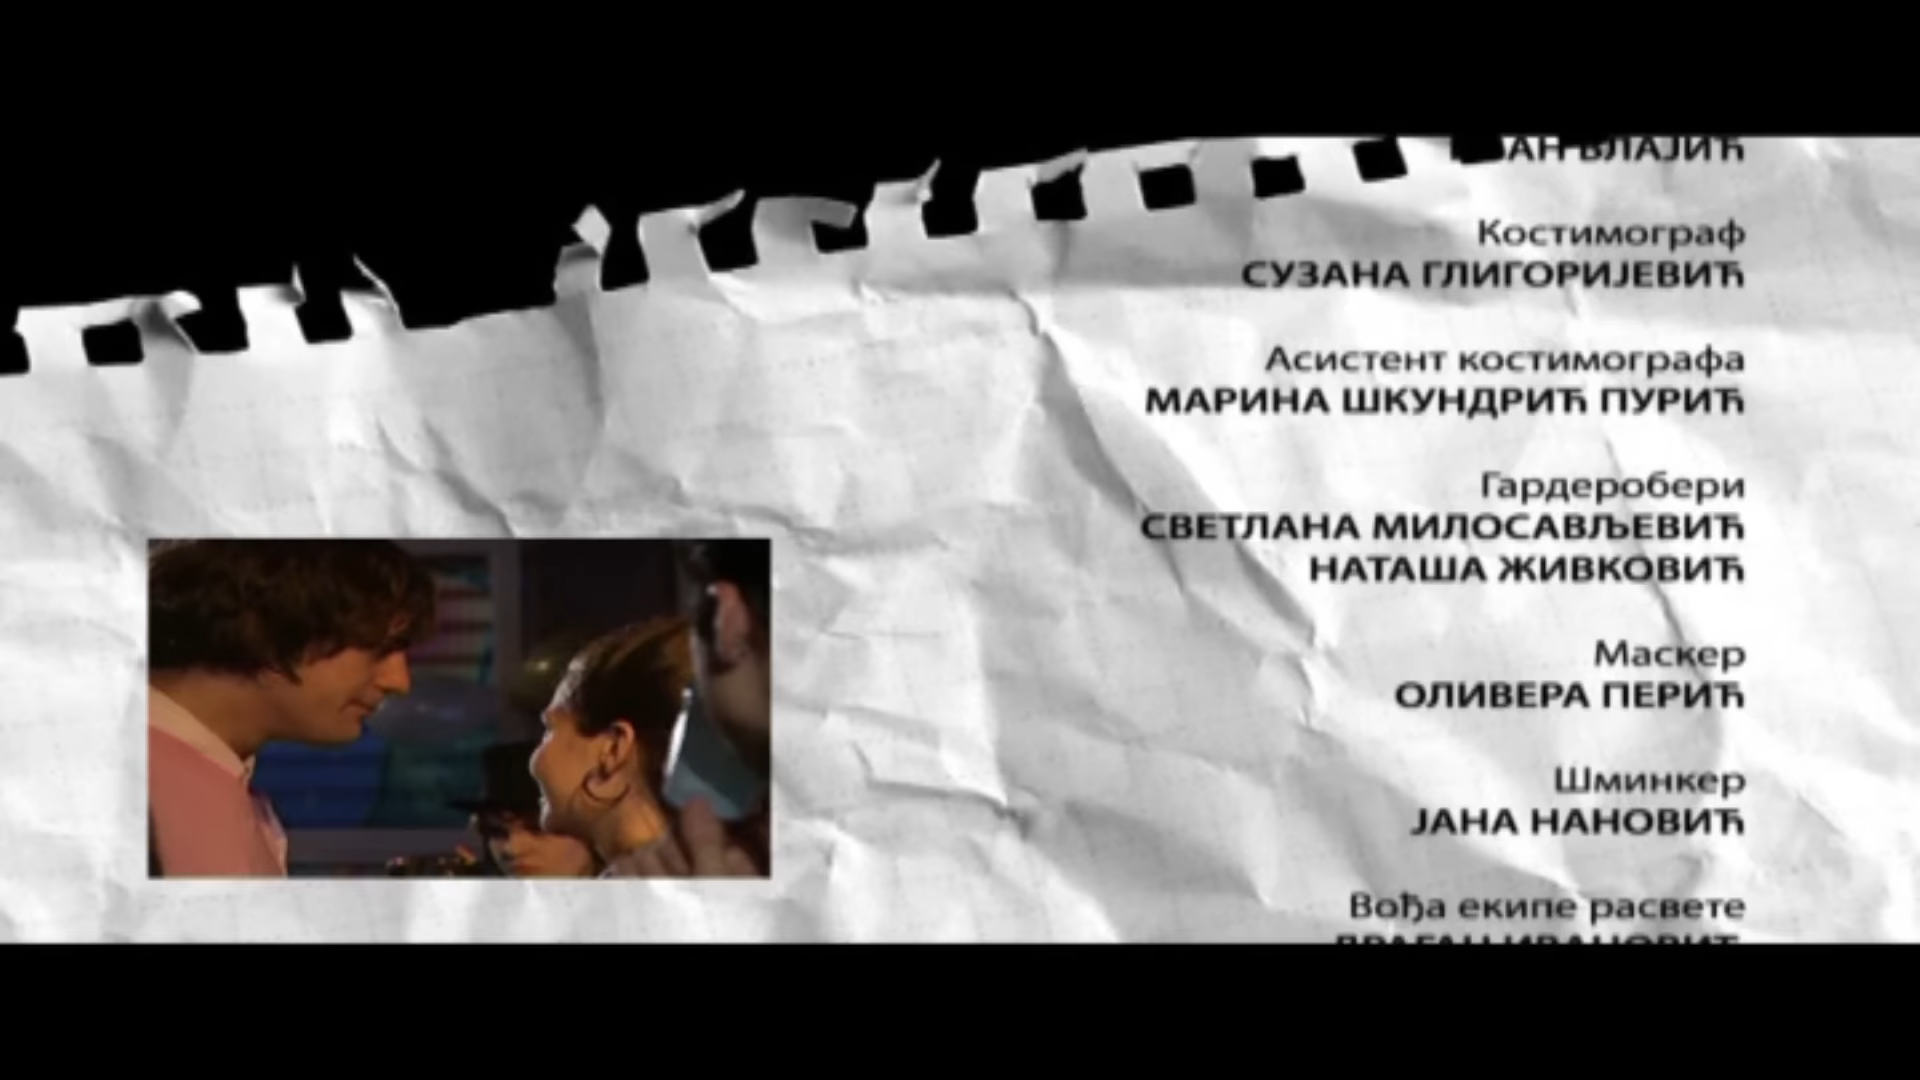 ВЛАЈИЋ
Костимограф
СУЗАНА ГЛИГОРИЈЕВИЋ
Асистент костимографа
МАРИНА ШКУНДРИЋ ПУРИЋ
Гардеробери
СВЕТЛАНА МИЛОСАВЉЕВИЋ
НАТАША ЖИВКОВИЋ
Маскер
ОЛИВЕРА ПЕРИЋ
Шминкер
ЈАНА НАНОВИЋ
Вођа екипе расвете